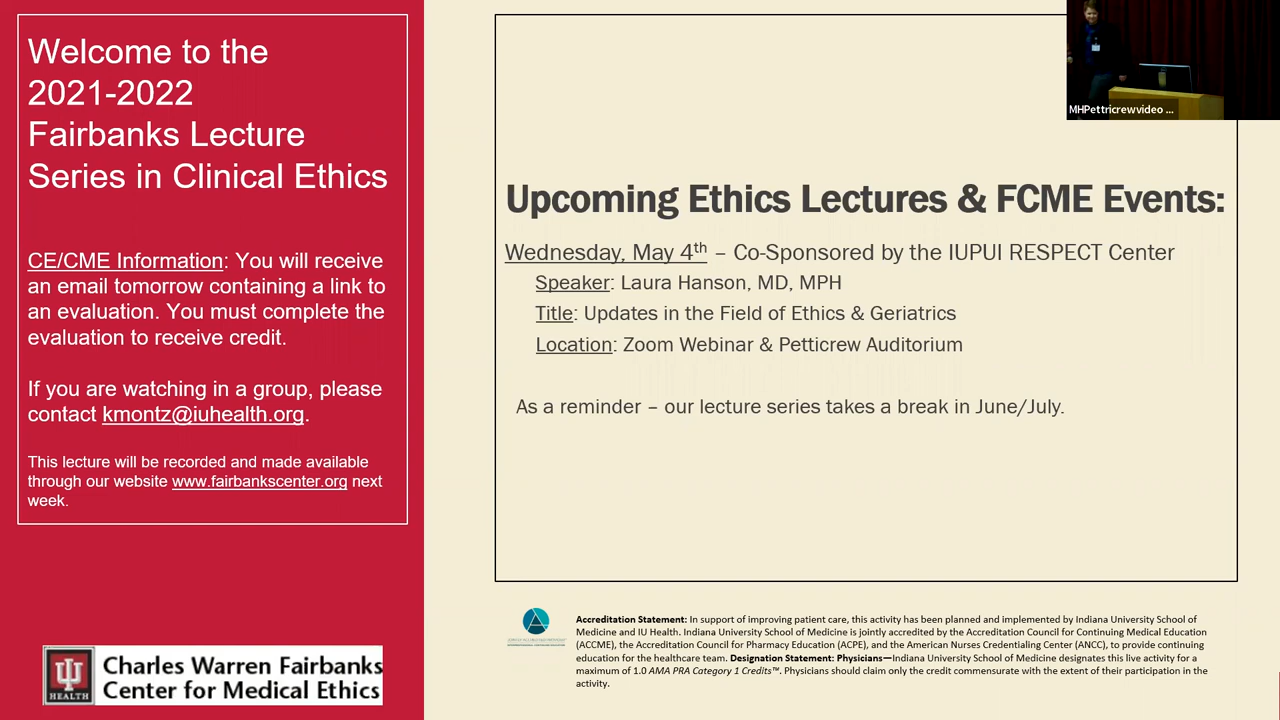 Welcome to the
2021-2022
Fairbanks Lecture
Series in Clinical Ethics
CE/CME Information: You will receive
an email tomorrow containing a link to
an evaluation. You must complete the
evaluation to receive credit.
If you are watching in a group, please
contact kmontz@iuhealth.org.
This lecture will be recorded and made available
through our website www.fairbankscenter.org next
week.
IU
HEALTH
Charles Warren Fairbanks
Center for Medical Ethics
MHPettricrewvideo ...
Upcoming Ethics Lectures & FCME Events:
Wednesday, May 4th – Co-Sponsored by the IUPUI RESPECT Center
Speaker: Laura Hanson, MD, MPH
Title: Updates in the Field of Ethics & Geriatrics
Location: Zoom Webinar & Petticrew Auditorium
As a reminder – our lecture series takes a break in June/July.
Accreditation Statement: In support of improving patient care, this activity has been planned and implemented by Indiana University School of
Medicine and IU Health. Indiana University School of Medicine is jointly accredited by the Accreditation Council for Continuing Medical Education
(ACCME), the Accreditation Council for Pharmacy Education (ACPE), and the American Nurses Credentialing Center (ANCC), to provide continuing
education for the healthcare team. Designation Statement: Physicians—Indiana University School of Medicine designates this live activity for a
maximum of 1.0 AMA PRA Category 1 Credits™. Physicians should claim only the credit commensurate with the extent of their participation in the
activity.